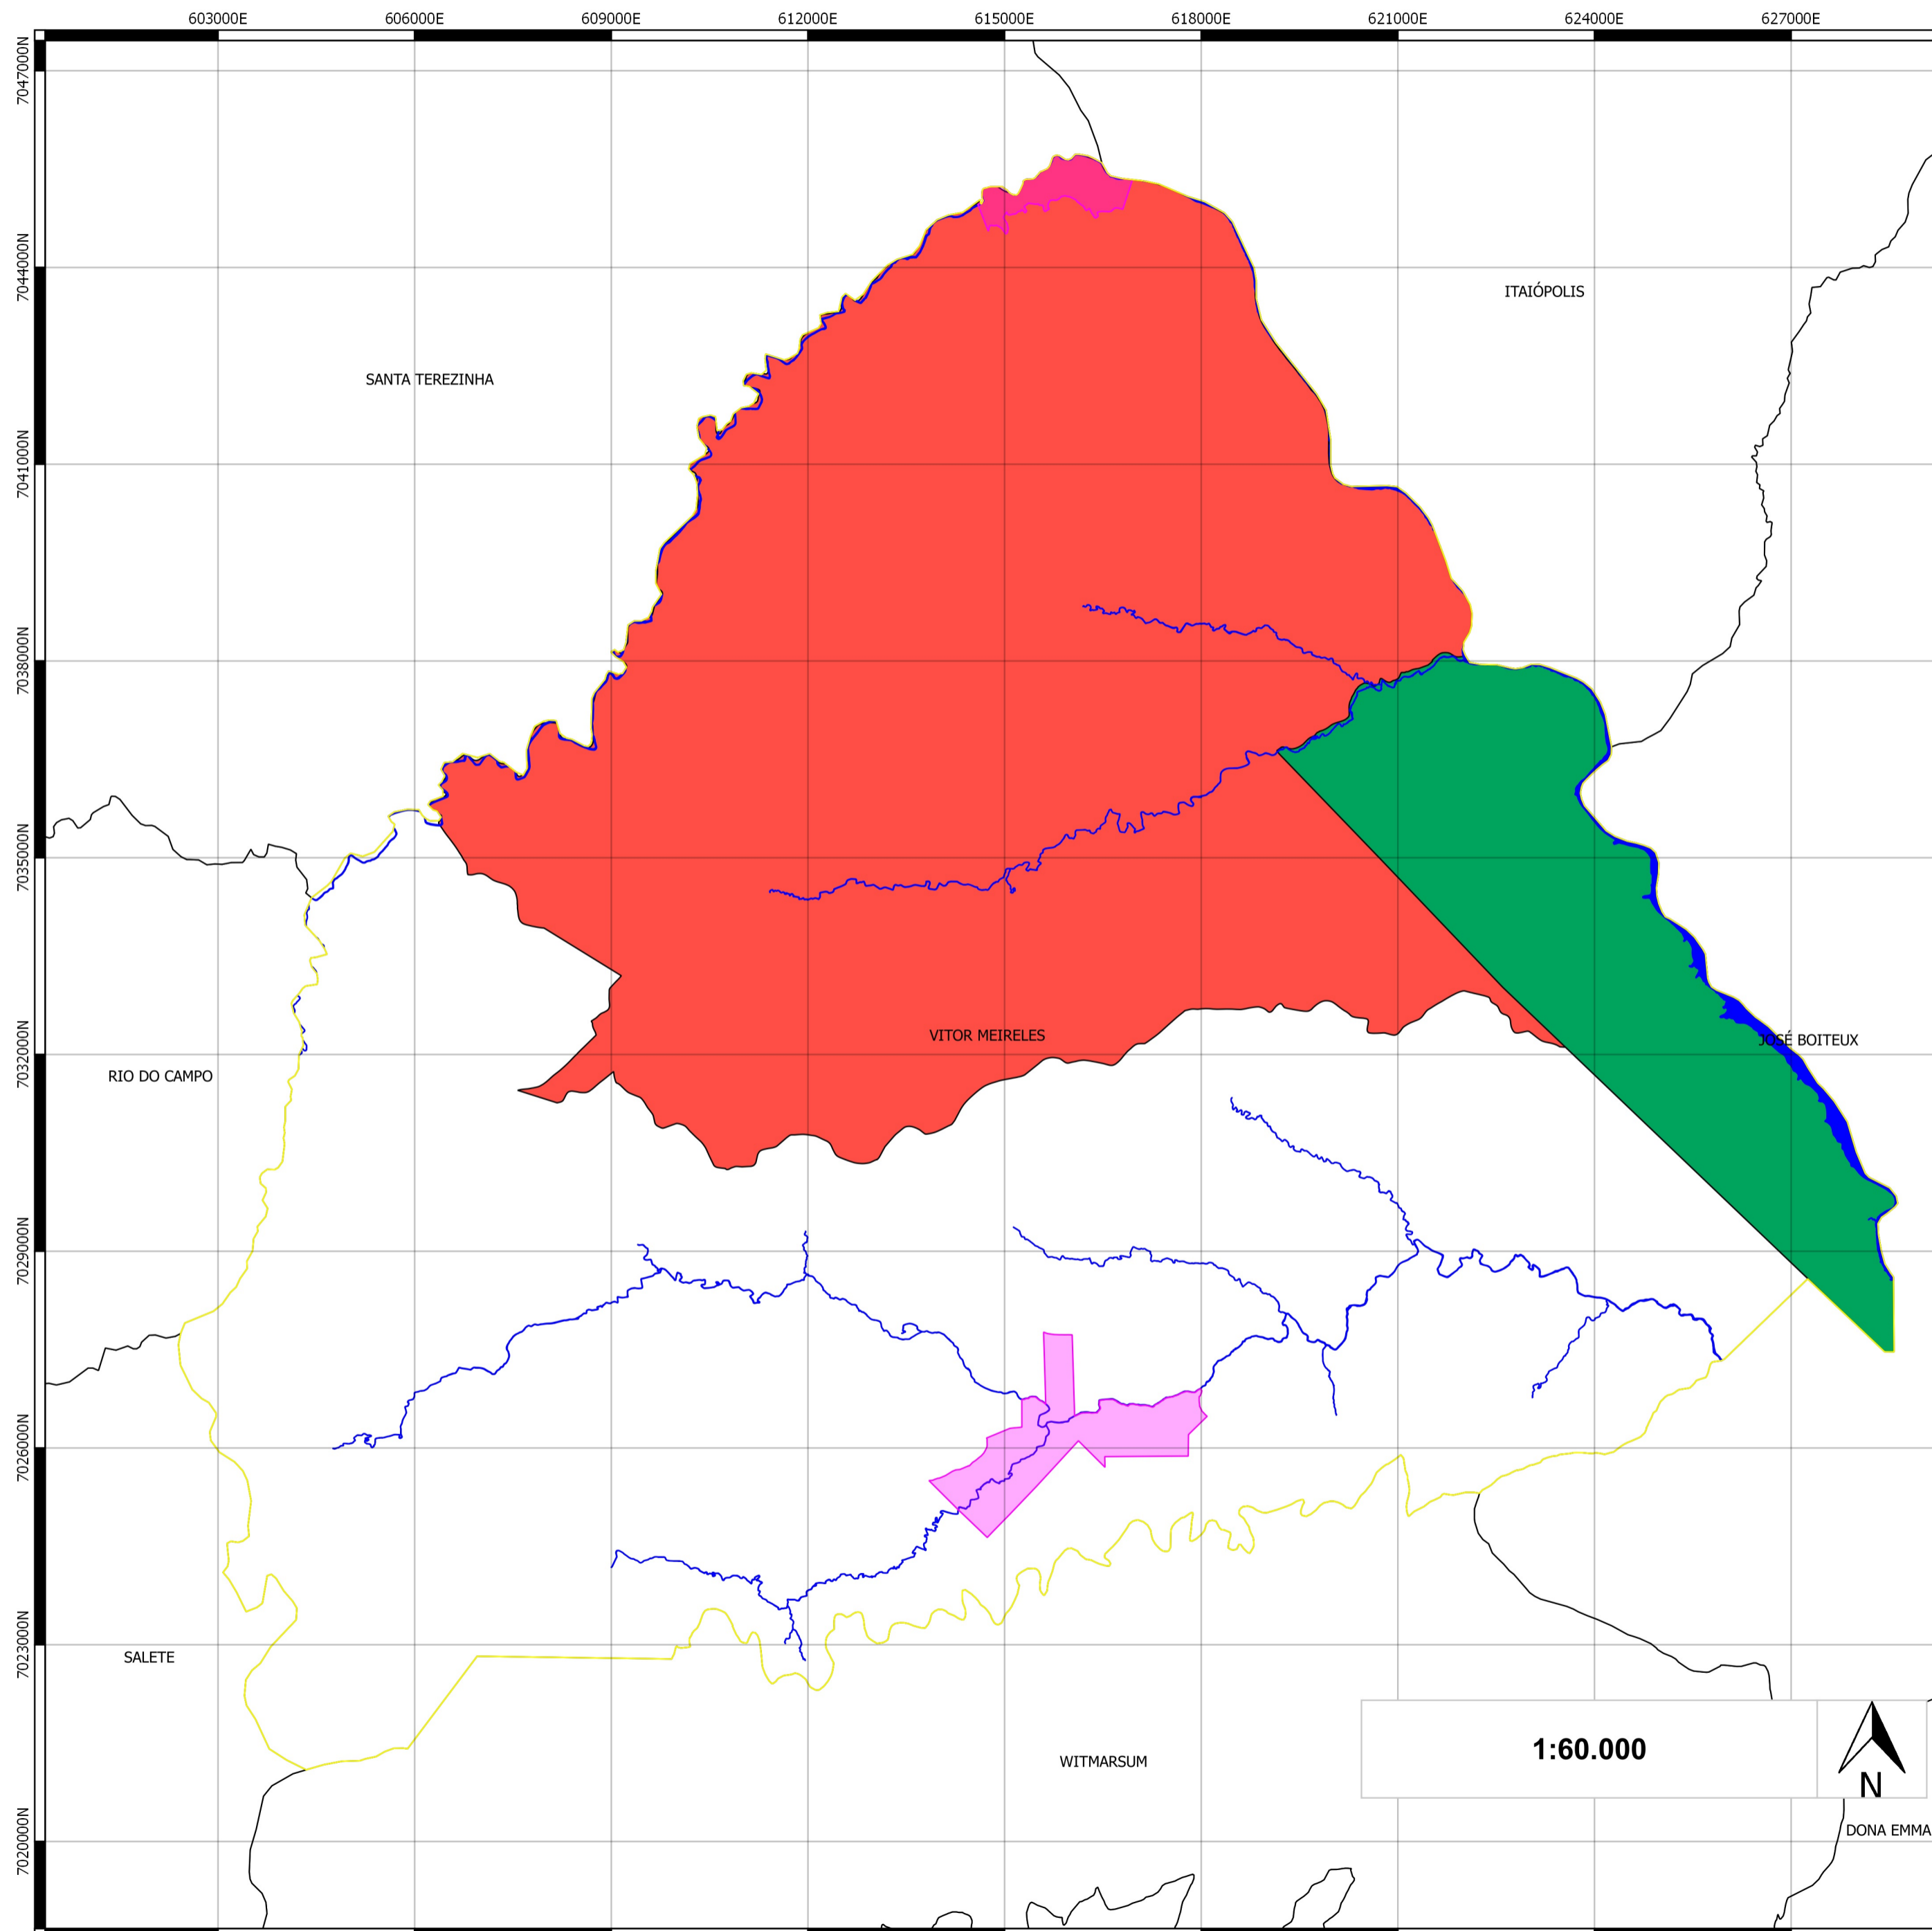 603000E 606000E 609000E 612000E 615000E 618000E 621000E 624000E 627000E
7047000N
7044000N
ITAIÓPOLIS
SANTA TEREZINHA
7041000N
7038000N
7035000N
VITOR MEIRELES
JOSÉ BOITEUX
7032000N
RIO DO CAMPO
7029000N
7026000N
7023000N
SALETE
1:60.000
WITMARSUM
N
7020000N
DONA EMMA